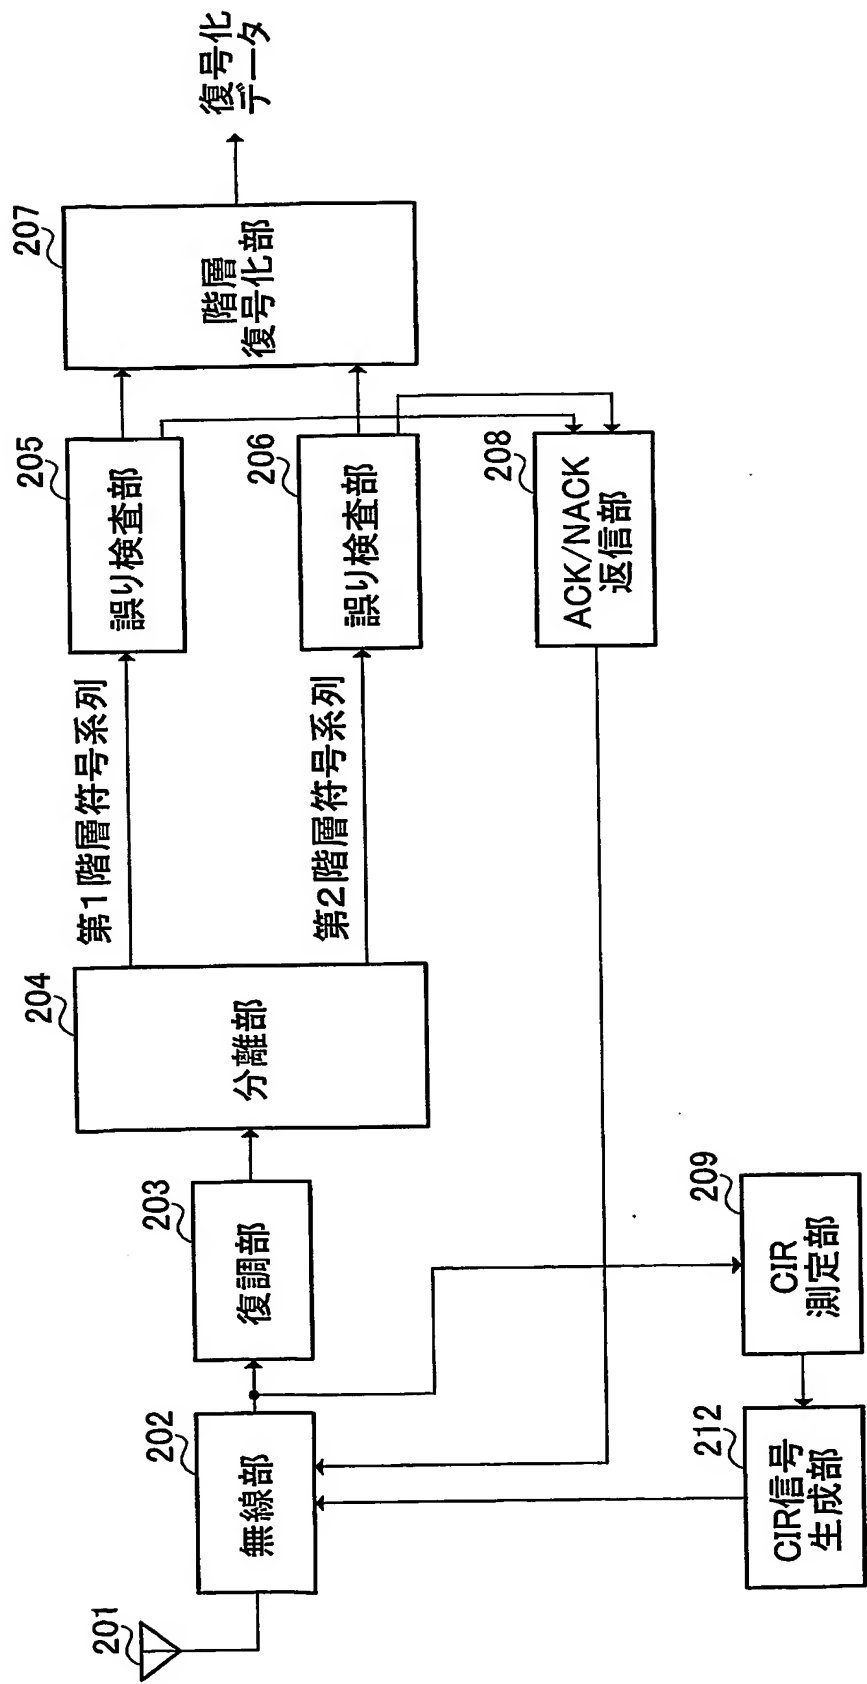 201
202
無線部
203
復調部
204
分離部
第1階層符号系列
第2階層符号系列
205
誤り検査部
206
誤り検査部
207
階層
復号化部
復号化
データ
208
ACK/NACK
返信部
209
CIR
測定部
212
CIR信号
生成部